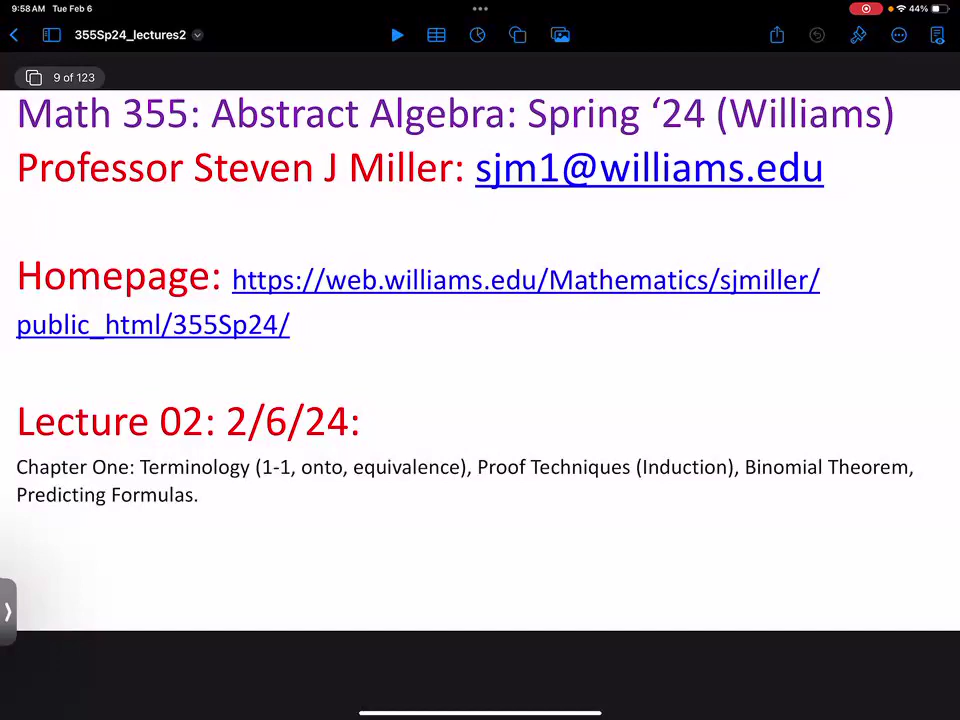 9:58 AM Tue Feb 6
44%
355Sp24_lectures2
9 of 123
Math 355: Abstract Algebra: Spring ‘24 (Williams)
Professor Steven J Miller: sjm1@williams.edu
Homepage: https://web.williams.edu/Mathematics/sjmiller/
public_html/355Sp24/
Lecture 02: 2/6/24:
Chapter One: Terminology (1-1, onto, equivalence), Proof Techniques (Induction), Binomial Theorem,
Predicting Formulas.